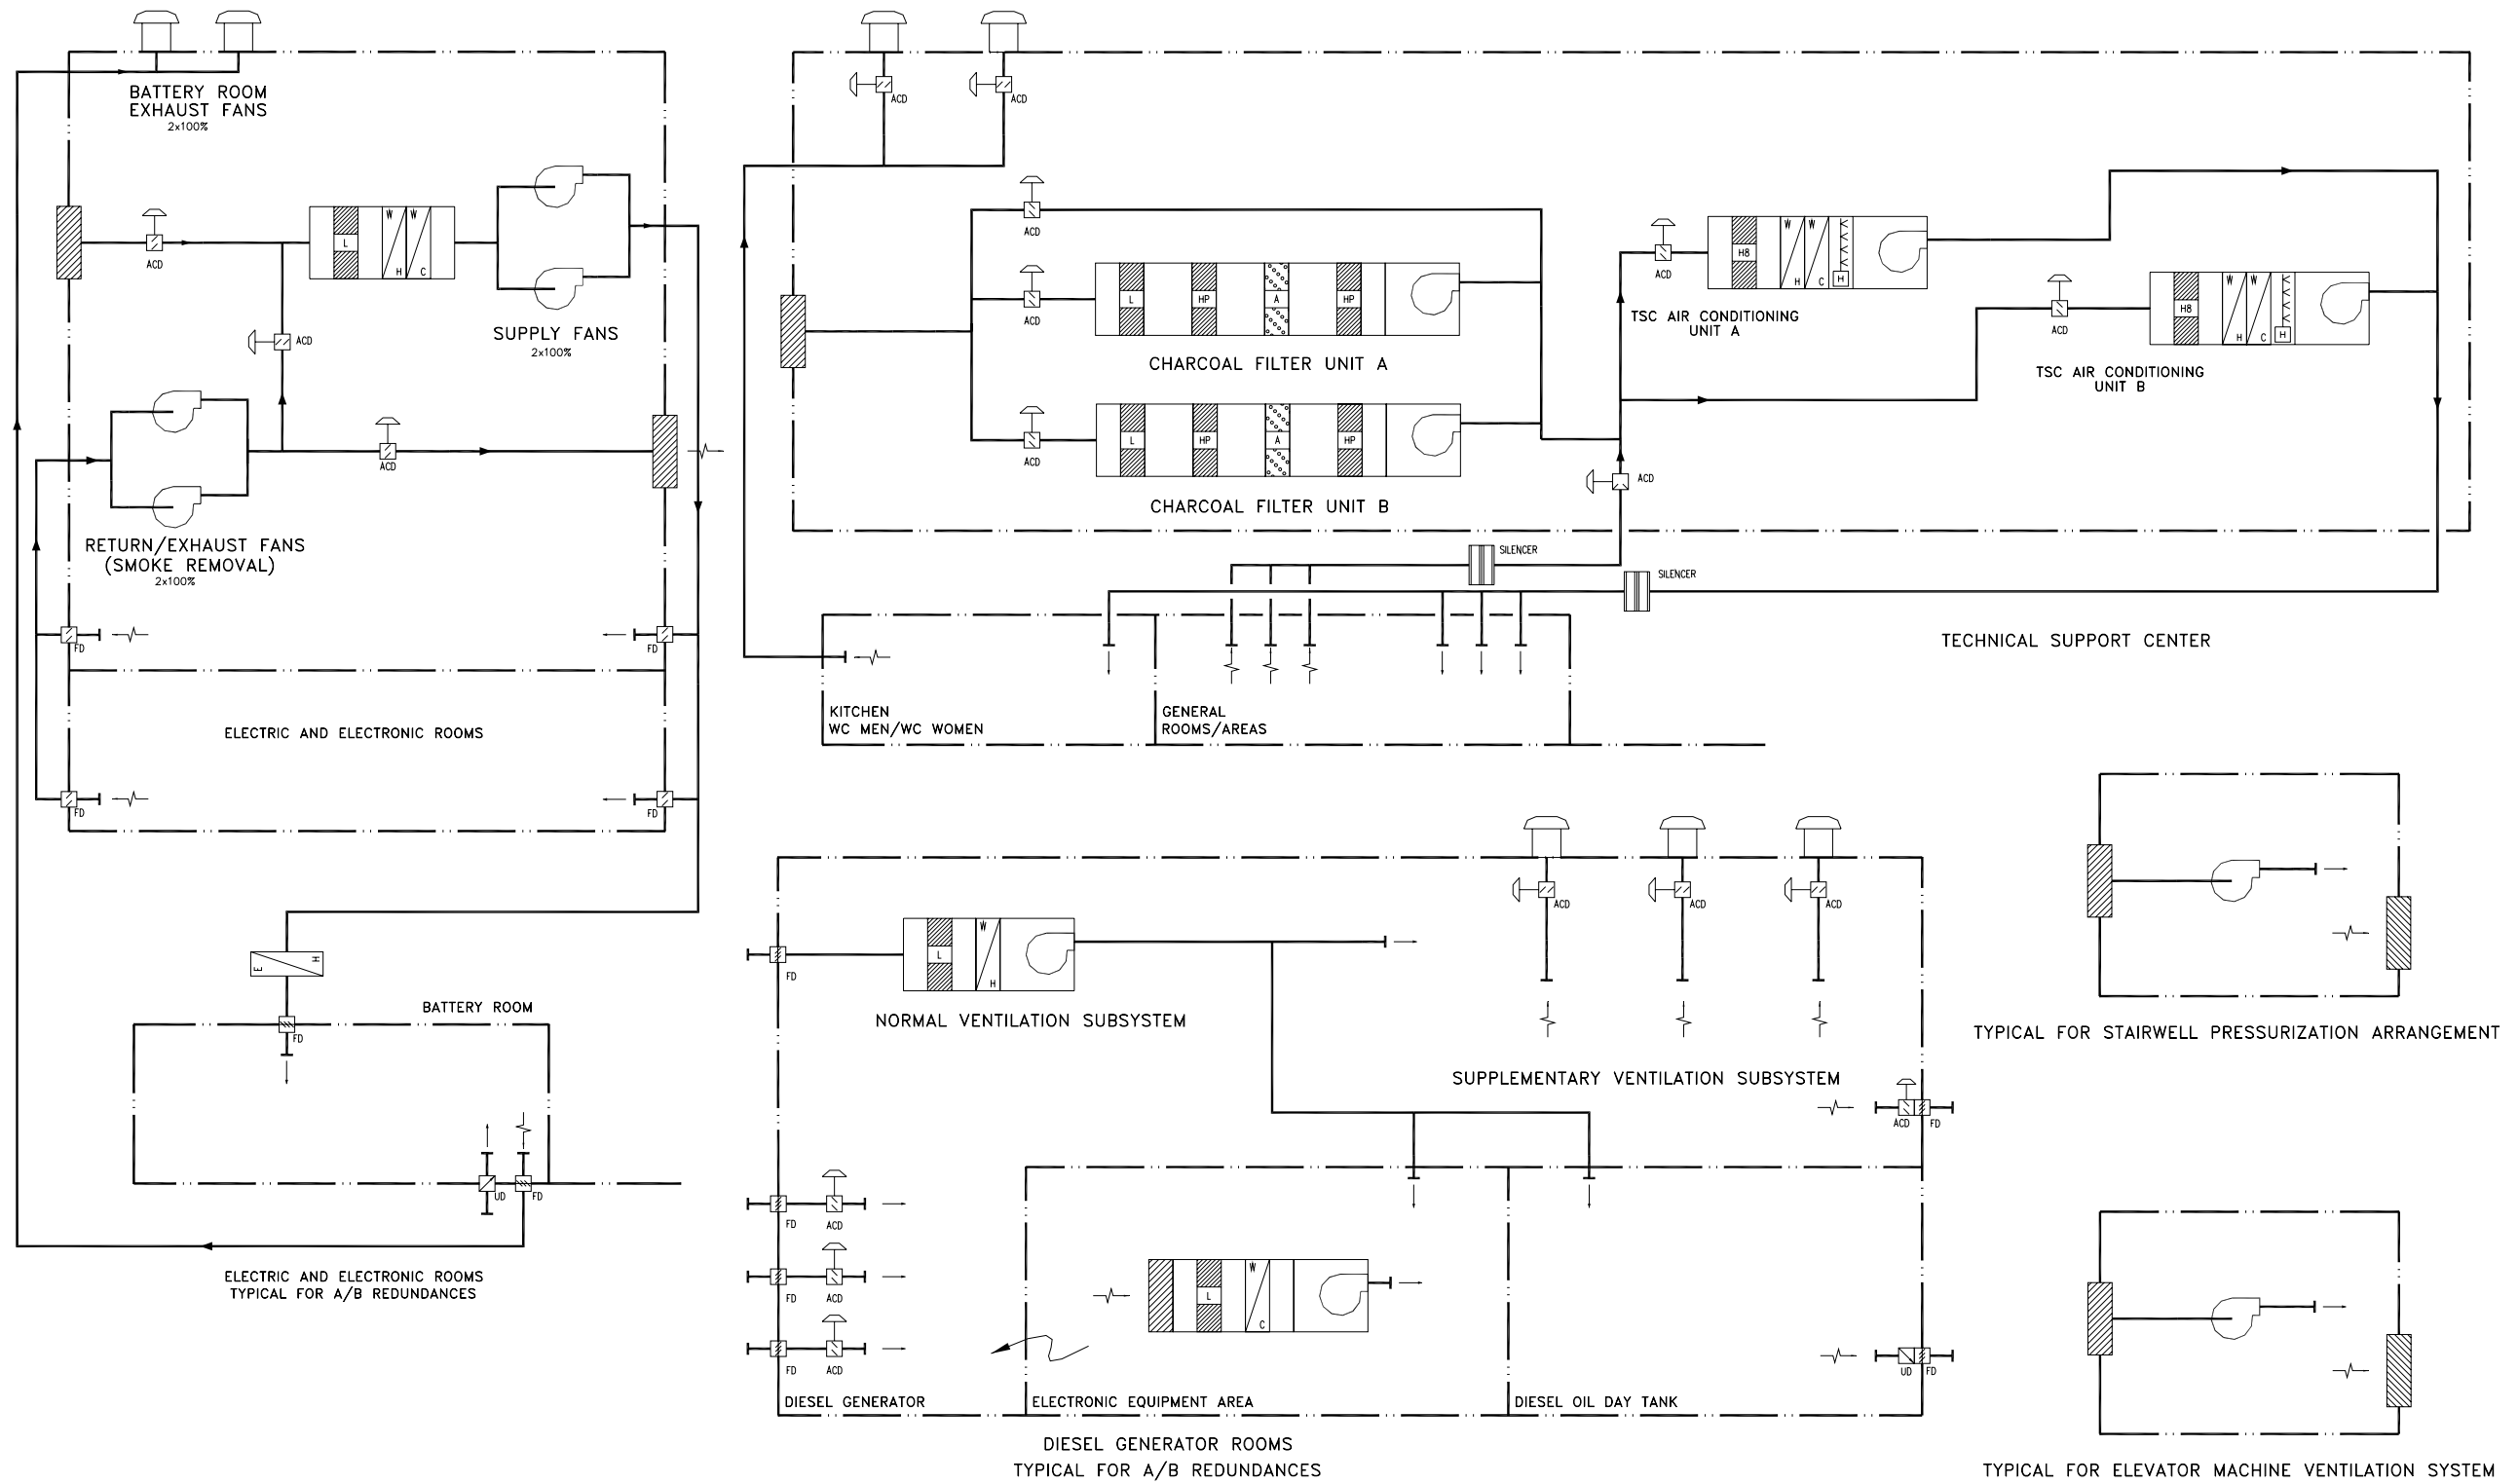 BATTERY ROOM
EXHAUST FANS
2x100%
ACD
L
W
H
W
C
SUPPLY FANS
2x100%
ACD
ACD
RETURN/EXHAUST FANS
(SMOKE REMOVAL)
2x100%
FD
FD
ELECTRIC AND ELECTRONIC ROOMS
FD
FD
E
H
BATTERY ROOM
FD
UD
FD
ELECTRIC AND ELECTRONIC ROOMS
TYPICAL FOR A/B REDUNDANCES
ACD
ACD
ACD
ACD
L
HP
A
HP
CHARCOAL FILTER UNIT A
ACD
L
HP
A
HP
CHARCOAL FILTER UNIT B
ACD
H8
W
H
W
C
H
TSC AIR CONDITIONING
UNIT A
ACD
H8
W
H
W
C
H
TSC AIR CONDITIONING
UNIT B
ACD
SILENCER
SILENCER
TECHNICAL SUPPORT CENTER
KITCHEN
WC MEN/WC WOMEN
GENERAL
ROOMS/AREAS
FD
L
W
H
NORMAL VENTILATION SUBSYSTEM
ACD
ACD
ACD
SUPPLEMENTARY VENTILATION SUBSYSTEM
ACD
FD
FD
ACD
FD
ACD
FD
ACD
L
W
C
UD
FD
DIESEL GENERATOR
ELECTRONIC EQUIPMENT AREA
DIESEL OIL DAY TANK
DIESEL GENERATOR ROOMS
TYPICAL FOR A/B REDUNDANCES
TYPICAL FOR STAIRWELL PRESSURIZATION ARRANGEMENT
TYPICAL FOR ELEVATOR MACHINE VENTILATION SYSTEM